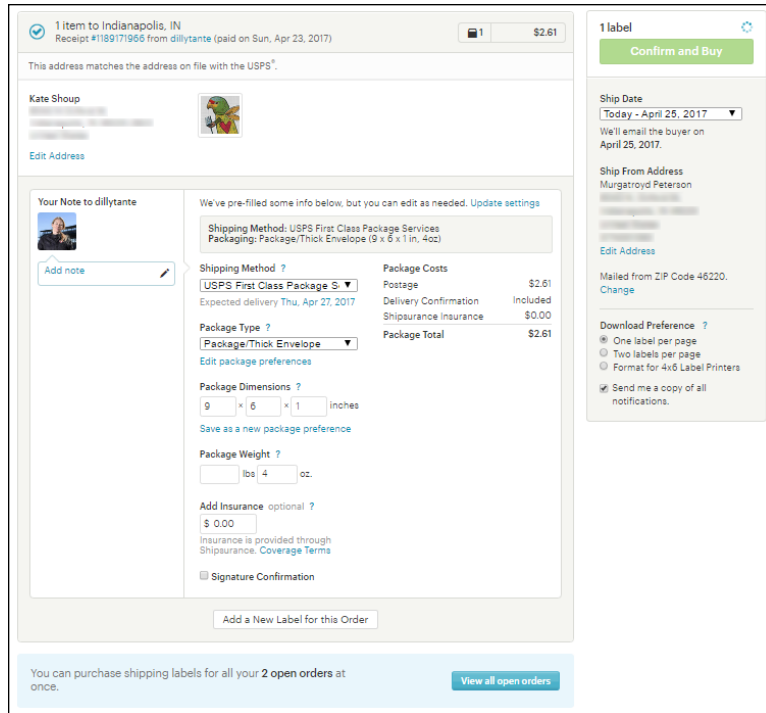 1 item to Indianapolis, IN
Receipt #1189171966 from dillytante (paid on Sun, Apr 23, 2017)
1
$2.61
This address matches the address on file with the USPS®.
Kate Shoup
Edit Address
Your Note to dillytante
Add note
We've pre-filled some info below, but you can edit as needed. Update settings
Shipping Method: USPS First Class Package Services
Packaging: Package/Thick Envelope (9 x 6 x 1 in, 4oz)
Shipping Method ?
USPS First Class Package S
Expected delivery Thu, Apr 27, 2017
Package Type ?
Package/Thick Envelope
Edit package preferences
Package Dimensions ?
9 × 6 × 1 inches
Save as a new package preference
Package Weight ?
lbs 4 oz.
Add Insurance optional ?
$ 0.00
Insurance is provided through
Shipsurance. Coverage Terms
Signature Confirmation
Package Costs
Postage $2.61
Delivery Confirmation Included
Shipsurance Insurance $0.00
Package Total $2.61
Add a New Label for this Order
You can purchase shipping labels for all your 2 open orders at
once.
View all open orders
1 label
Confirm and Buy
Ship Date
Today - April 25, 2017
We'll email the buyer on
April 25, 2017.
Ship From Address
Murgatroyd Peterson
Edit Address
Mailed from ZIP Code 46220.
Change
Download Preference ?
One label per page
Two labels per page
Format for 4x6 Label Printers
Send me a copy of all
notifications.